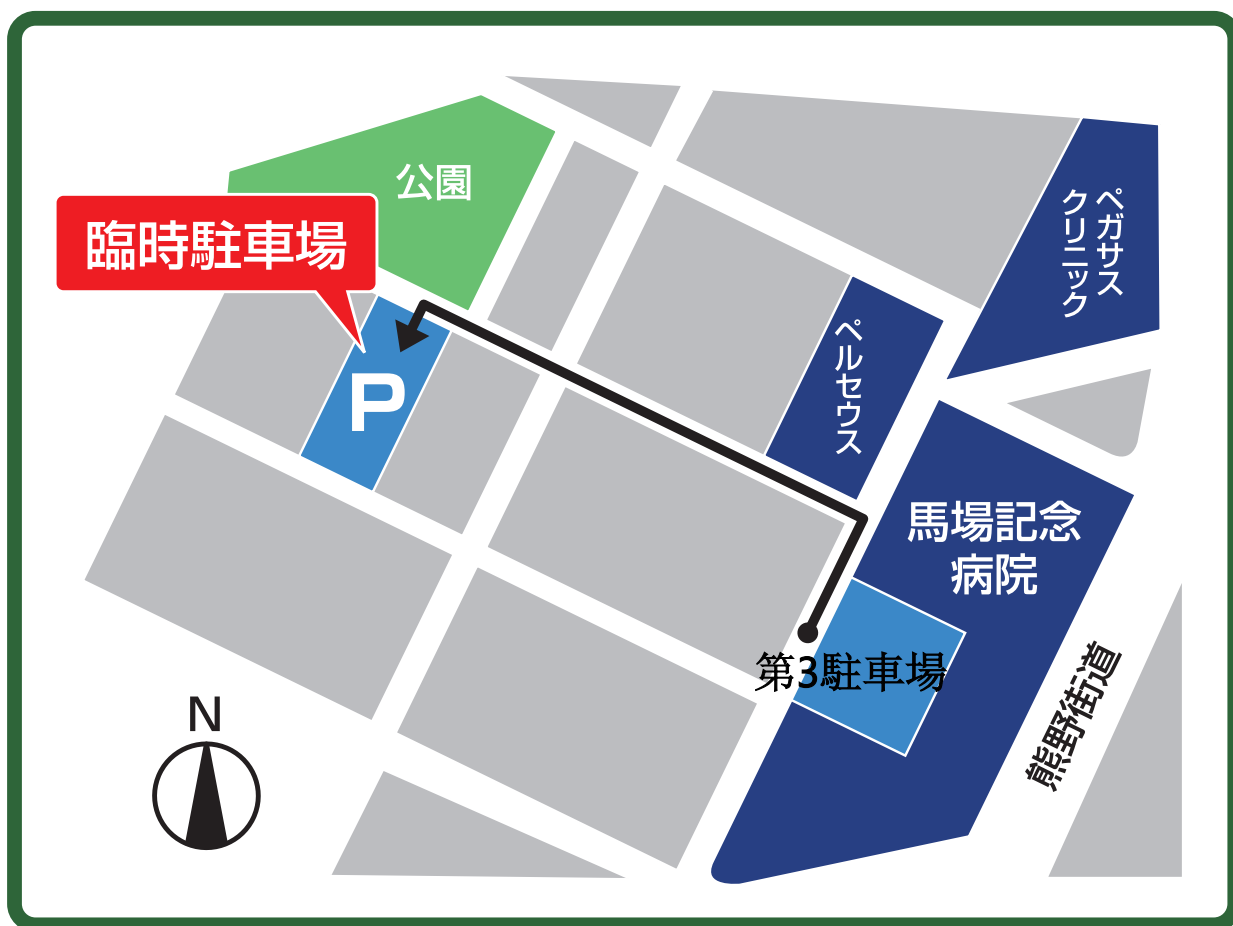 公園
臨時駐車場
P
ペガサス
クリニック
ペルセウス
馬場記念
病院
第3駐車場
熊野街道
N